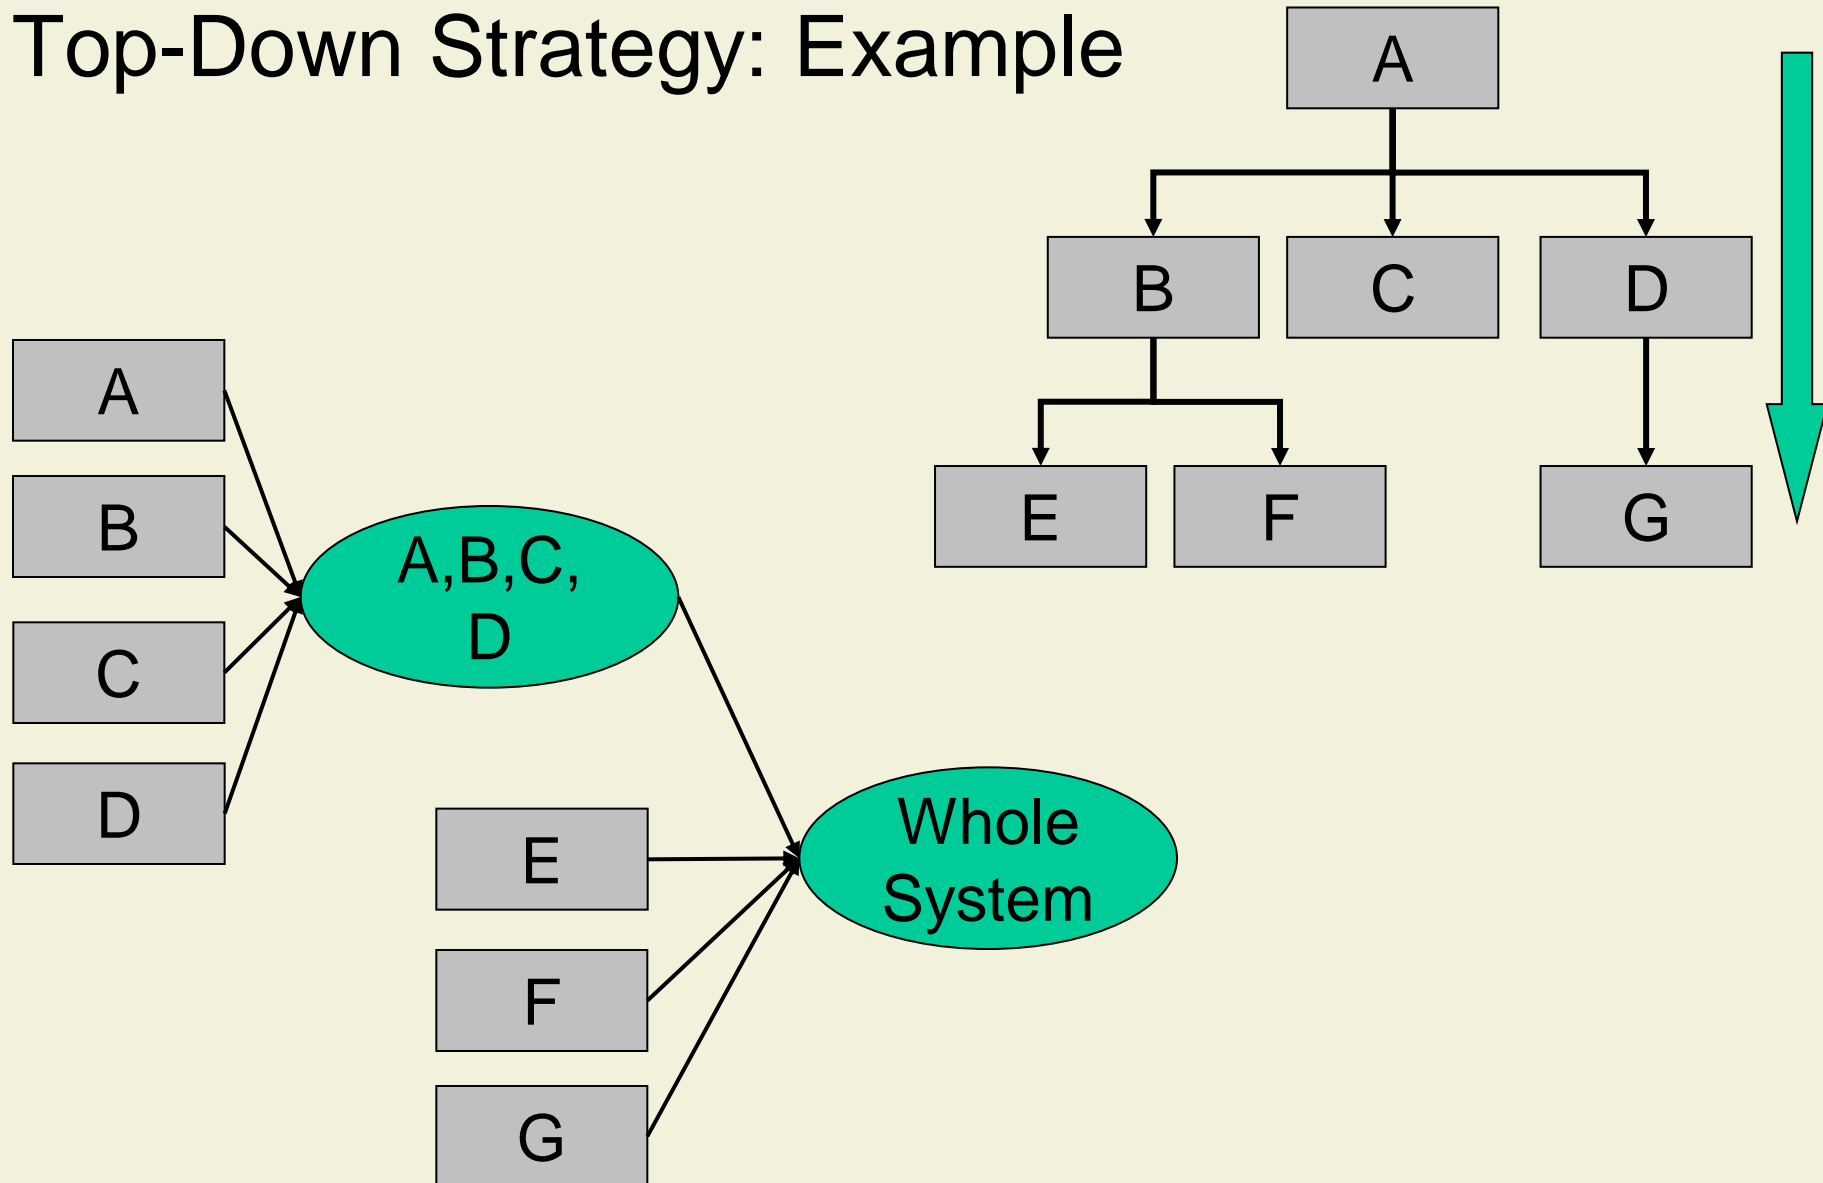 Top-Down Strategy: Example
A
B
C
D
E
F
G
A
B
C
D
A,B,C,
D
E
F
G
Whole
System